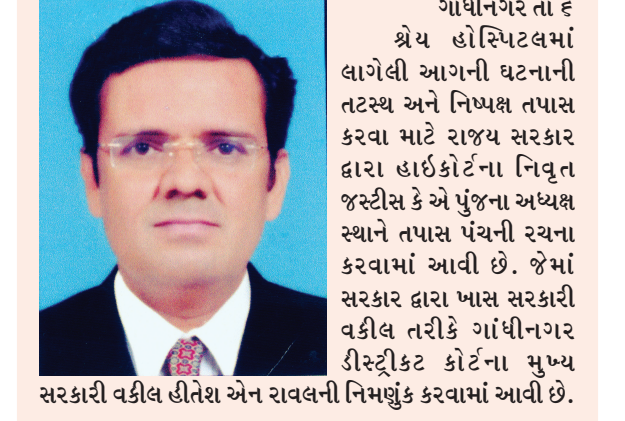 ગાંધીનગર તા ૬
શ્રેય હોસ્પિટલમાં
લાગેલી આગની ઘટનાની
તટસ્થ અને નિષ્પક્ષ તપાસ
કરવા માટે રાજય સરકાર
દ્વારા હાઇકોર્ટના નિવૃત
જસ્ટીસ કે એ પુંજના અધ્યક્ષ
સ્થાને તપાસ પંચની રચના
કરવામાં આવી છે. જેમાં
સરકાર દ્વારા ખાસ સરકારી
વકીલ તરીકે ગાંધીનગર
ડીસ્ટ્રીકટ કોર્ટના મુખ્ય
સરકારી વકીલ હીતેશ એન રાવલની નિમણુંક કરવામાં આવી છે.